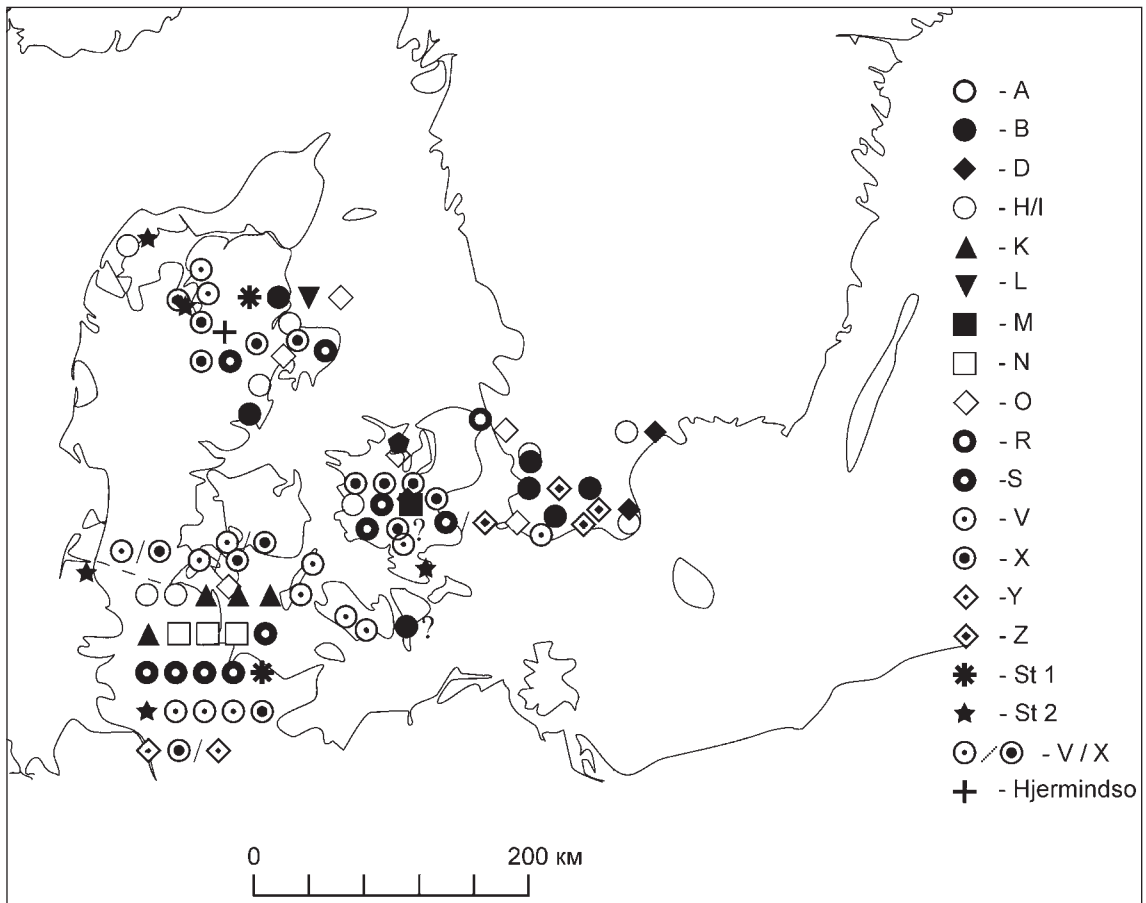 - A
- B
- D
- H/I
- K
- L
- M
- N
- O
- R
-S
- V
- X
-Y
- Z
- St 1
- St 2
- V / X
- Hjermindso
?
/
/
/
?
/
0 200 км